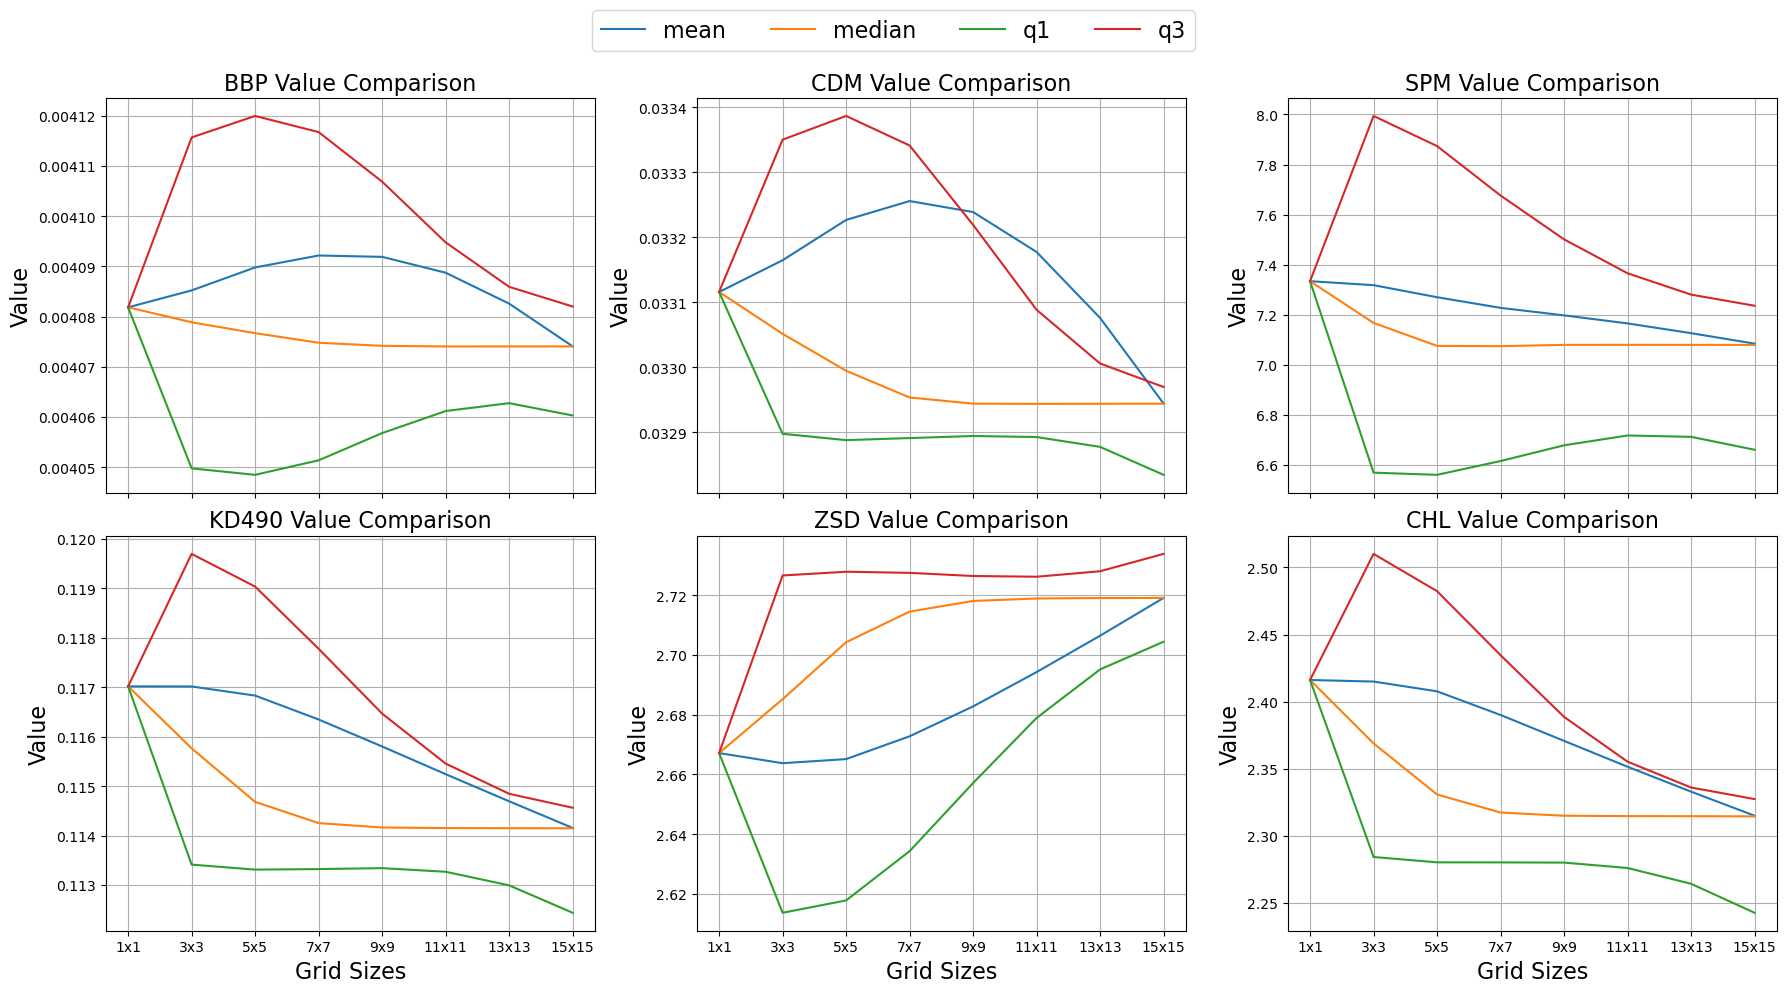 mean median q1 q3
BBP Value Comparison
0.00412
0.00411
0.00410
0.00409
0.00408
0.00407
0.00406
0.00405
Value
CDM Value Comparison
0.0334
0.0333
0.0332
0.0331
0.0330
0.0329
Value
SPM Value Comparison
8.0
7.8
7.6
7.4
7.2
7.0
6.8
6.6
Value
KD490 Value Comparison
0.120
0.119
0.118
0.117
0.116
0.115
0.114
0.113
Value
1x1 3x3 5x5 7x7 9x9 11x11 13x13 15x15
Grid Sizes
ZSD Value Comparison
2.72
2.70
2.68
2.66
2.64
2.62
Value
1x1 3x3 5x5 7x7 9x9 11x11 13x13 15x15
Grid Sizes
CHL Value Comparison
2.50
2.45
2.40
2.35
2.30
2.25
Value
1x1 3x3 5x5 7x7 9x9 11x11 13x13 15x15
Grid Sizes